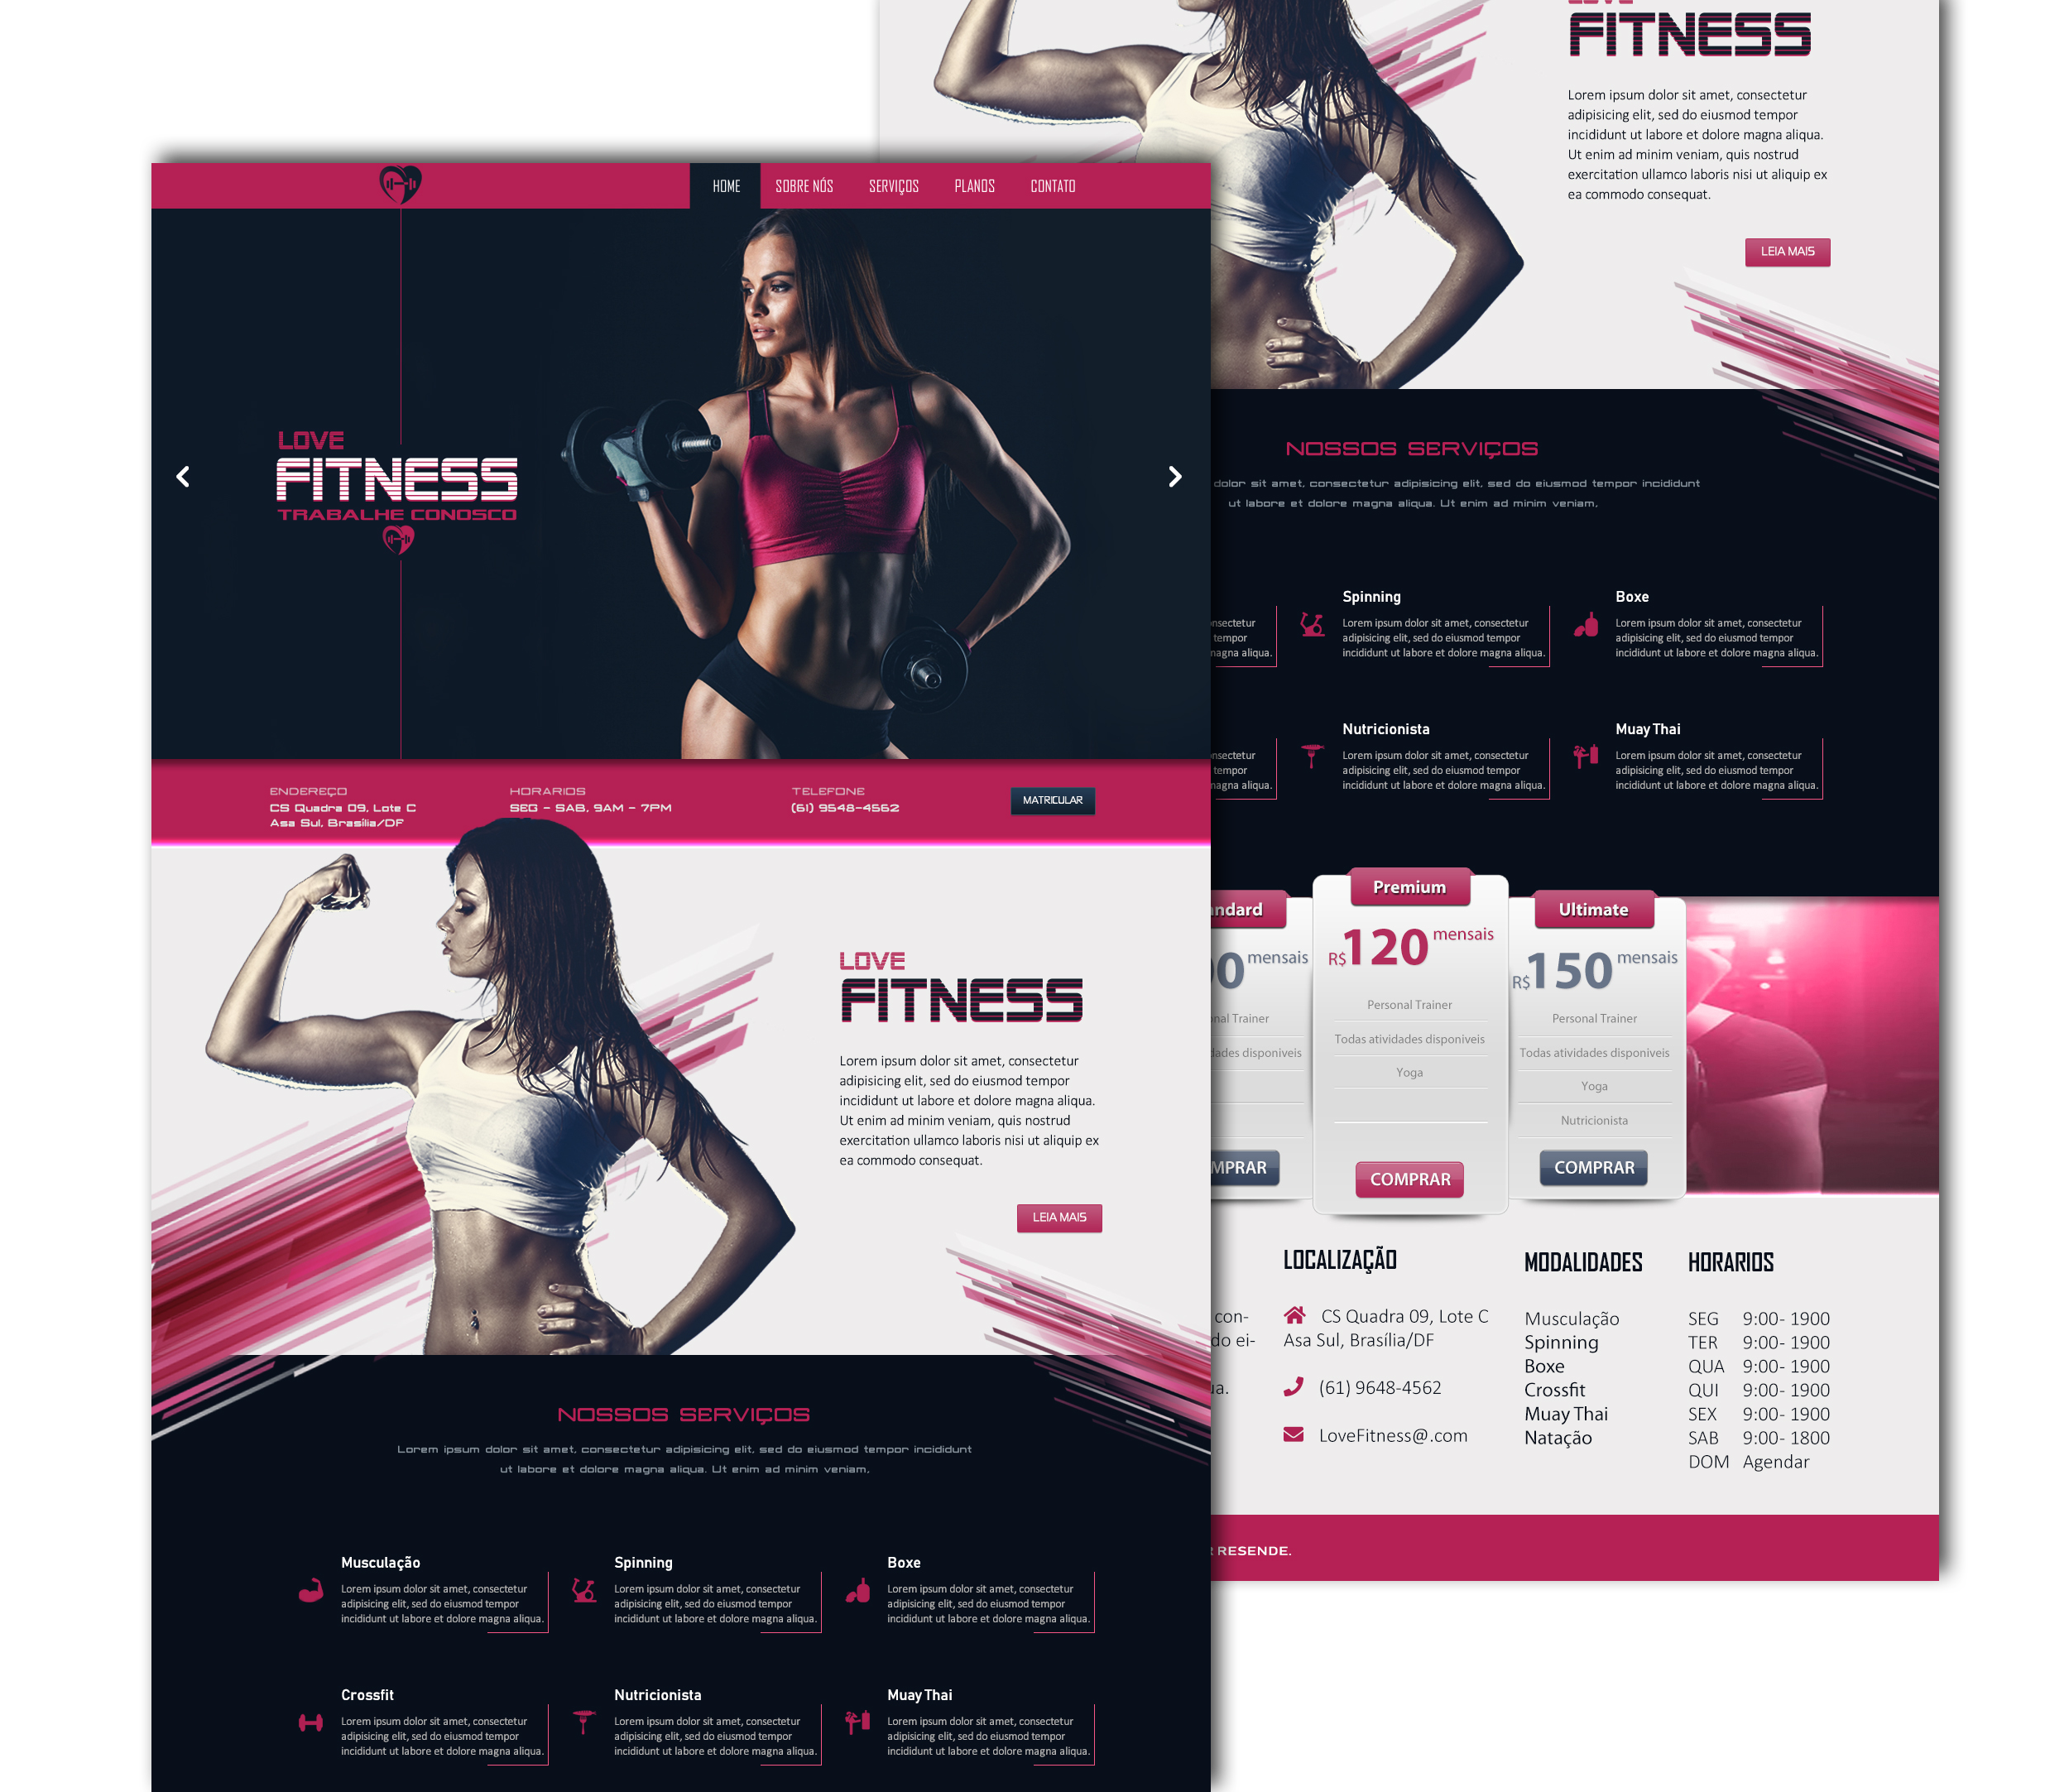 HOME SOBRE NÓS SERVIÇOS PLANOS CONTATO
LOVE
FITNESS
TRABALHE CONOSCO
ENDEREÇO
CS Quadra 09, Lote C
Asa Sul, Brasília/DF
HORARIOS
SEG - SAB, 9AM - 7PM
TELEFONE
(61) 9548-4562
MATRICULAR
LOVE
FITNESS
Lorem ipsum dolor sit amet, consectetur
adipisicing elit, sed do eiusmod tempor
incididunt ut labore et dolore magna aliqua.
Ut enim ad minim veniam, quis nostrud
exercitation ullamco laboris nisi ut aliquip ex
ea commodo consequat.
LEIA MAIS
NOSSOS SERVIÇOS
Lorem ipsum dolor sit amet, consectetur adipisicing elit, sed do eiusmod tempor incididunt
ut labore et dolore magna aliqua. Ut enim ad minim veniam,
Musculação
Lorem ipsum dolor sit amet, consectetur
adipisicing elit, sed do eiusmod tempor
incididunt ut labore et dolore magna aliqua.
Spinning
Lorem ipsum dolor sit amet, consectetur
adipisicing elit, sed do eiusmod tempor
incididunt ut labore et dolore magna aliqua.
Boxe
Lorem ipsum dolor sit amet, consectetur
adipisicing elit, sed do eiusmod tempor
incididunt ut labore et dolore magna aliqua.
Crossfit
Lorem ipsum dolor sit amet, consectetur
adipisicing elit, sed do eiusmod tempor
incididunt ut labore et dolore magna aliqua.
Nutricionista
Lorem ipsum dolor sit amet, consectetur
adipisicing elit, sed do eiusmod tempor
incididunt ut labore et dolore magna aliqua.
Muay Thai
Lorem ipsum dolor sit amet, consectetur
adipisicing elit, sed do eiusmod tempor
incididunt ut labore et dolore magna aliqua.
FITNESS
Lorem ipsum dolor sit amet, consectetur
adipisicing elit, sed do eiusmod tempor
incididunt ut labore et dolore magna aliqua.
Ut enim ad minim veniam, quis nostrud
exercitation ullamco laboris nisi ut aliquip ex
ea commodo consequat.
LEIA MAIS
NOSSOS SERVIÇOS
dolor sit amet, consectetur adipisicing elit, sed do eiusmod tempor incididunt
ut labore et dolore magna aliqua. Ut enim ad minim veniam,
tempor
aliqua.
Spinning
Lorem ipsum dolor sit amet, consectetur
adipisicing elit, sed do eiusmod tempor
incididunt ut labore et dolore magna aliqua.
Boxe
Lorem ipsum dolor sit amet, consectetur
adipisicing elit, sed do eiusmod tempor
incididunt ut labore et dolore magna aliqua.
tempor
aliqua.
Nutricionista
Lorem ipsum dolor sit amet, consectetur
adipisicing elit, sed do eiusmod tempor
incididunt ut labore et dolore magna aliqua.
Muay Thai
Lorem ipsum dolor sit amet, consectetur
adipisicing elit, sed do eiusmod tempor
incididunt ut labore et dolore magna aliqua.
mensais
Trainer
disponiveis
Premium
R$120 mensais
Personal Trainer
Todas atividades disponiveis
Yoga
COMPRAR
Ultimate
R$150 mensais
Personal Trainer
Todas atividades disponiveis
Yoga
Nutricionista
COMPRAR
con-
do ei-
LOCALIZAÇÃO
CS Quadra 09, Lote C
Asa Sul, Brasília/DF
(61) 9648-4562
LoveFitness@.com
MODALIDADES
Musculação
Spinning
Boxe
Crossfit
Muay Thai
Natação
HORARIOS
SEG 9:00- 1900
TER 9:00- 1900
QUA 9:00- 1900
QUI 9:00- 1900
SEX 9:00- 1900
SAB 9:00- 1800
DOM Agendar
RESENDE.